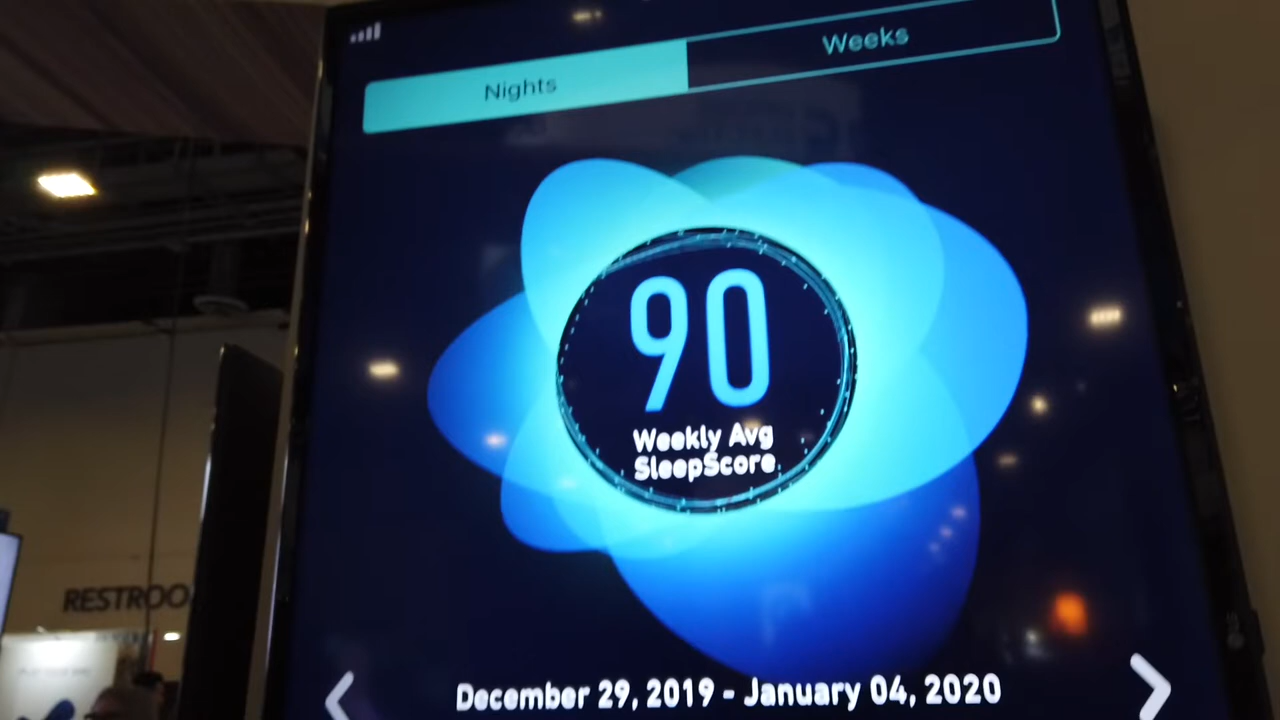 Nights
Weeks
90
Weekly Avg
SleepScore
RESTROO
December 29, 2019 - January 04, 2020